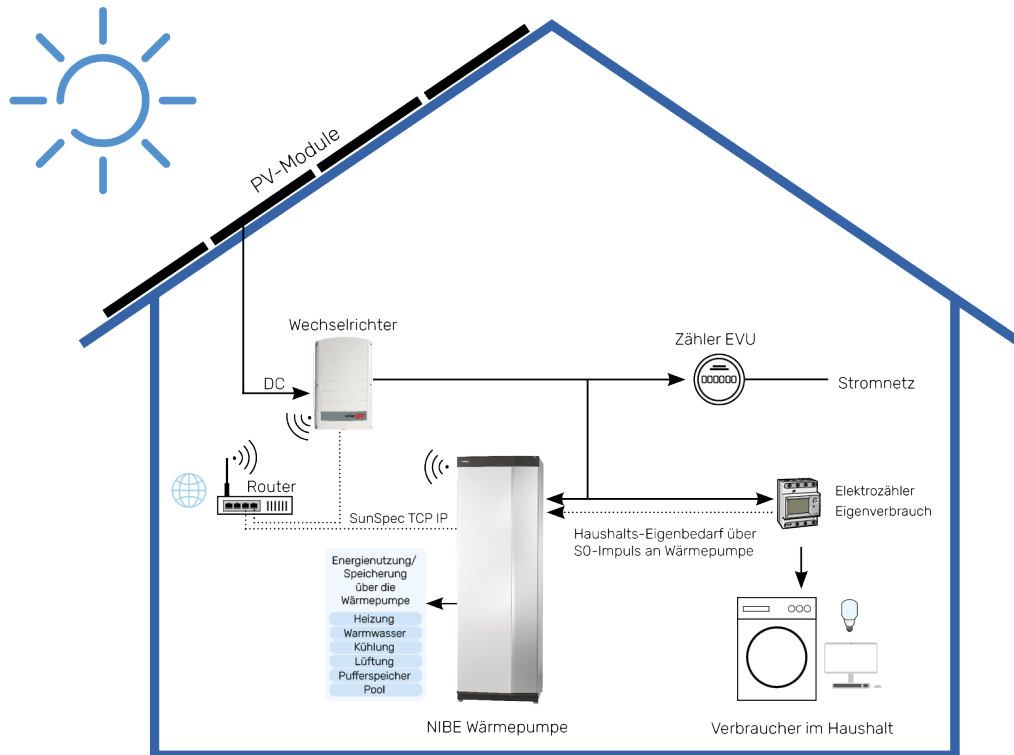 PV-Module
Wechselrichter
Zähler EVU
DC
Stromnetz
Router
SunSpec TCP IP
Elektrozähler
Eigenverbrauch
Haushalts-Eigenbedarf über
S0-Impuls an Wärmepumpe
Energienutzung/
Speicherung
über die
Wärmepumpe
Heizung
Warmwasser
Kühlung
Lüftung
Pufferspeicher
Pool
NIBE Wärmepumpe
Verbraucher im Haushalt